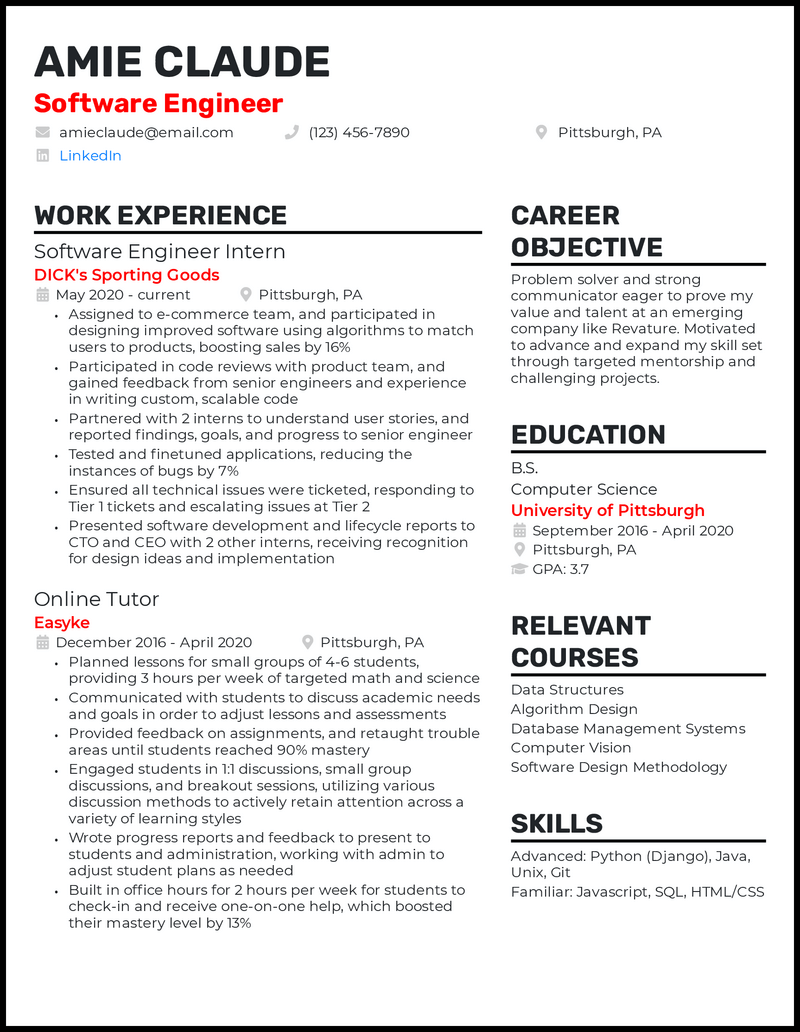 AMIE CLAUDE
Software Engineer
amieclaude@email.com (123) 456-7890 Pittsburgh, PA
LinkedIn
WORK EXPERIENCE
Software Engineer Intern
DICK's Sporting Goods
May 2020 - current Pittsburgh, PA
• Assigned to e-commerce team, and participated in
designing improved software using algorithms to match
users to products, boosting sales by 16%
• Participated in code reviews with product team, and
gained feedback from senior engineers and experience
in writing custom, scalable code
• Partnered with 2 interns to understand user stories, and
reported findings, goals, and progress to senior engineer
• Tested and finetuned applications, reducing the
instances of bugs by 7%
• Ensured all technical issues were ticketed, responding to
Tier 1 tickets and escalating issues at Tier 2
• Presented software development and lifecycle reports to
CTO and CEO with 2 other interns, receiving recognition
for design ideas and implementation
Online Tutor
Easyke
December 2016 - April 2020 Pittsburgh, PA
• Planned lessons for small groups of 4-6 students,
providing 3 hours per week of targeted math and science
• Communicated with students to discuss academic needs
and goals in order to adjust lessons and assessments
• Provided feedback on assignments, and retaught trouble
areas until students reached 90% mastery
• Engaged students in 1:1 discussions, small group
discussions, and breakout sessions, utilizing various
discussion methods to actively retain attention across a
variety of learning styles
• Wrote progress reports and feedback to present to
students and administration, working with admin to
adjust student plans as needed
• Built in office hours for 2 hours per week for students to
check-in and receive one-on-one help, which boosted
their mastery level by 13%
CAREER
OBJECTIVE
Problem solver and strong
communicator eager to prove my
value and talent at an emerging
company like Revature. Motivated
to advance and expand my skill set
through targeted mentorship and
challenging projects.
EDUCATION
B.S.
Computer Science
University of Pittsburgh
September 2016 - April 2020
Pittsburgh, PA
GPA: 3.7
RELEVANT
COURSES
Data Structures
Algorithm Design
Database Management Systems
Computer Vision
Software Design Methodology
SKILLS
Advanced: Python (Django), Java,
Unix, Git
Familiar: Javascript, SQL, HTML/CSS